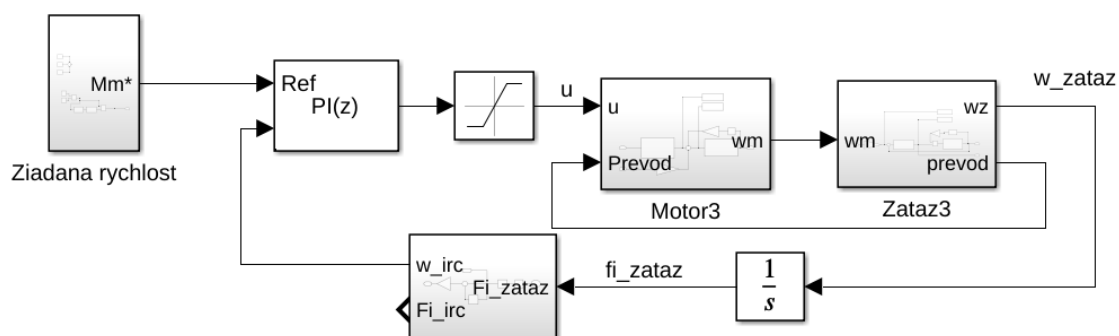 Mm*
Ziadana rychlost
Ref
PI(z)
u
u
Prevod
wm
Motor3
wm
wz
prevod
Zataz3
w_zataz
w_irc
Fi_zataz
Fi_irc
fi_zataz
1
s